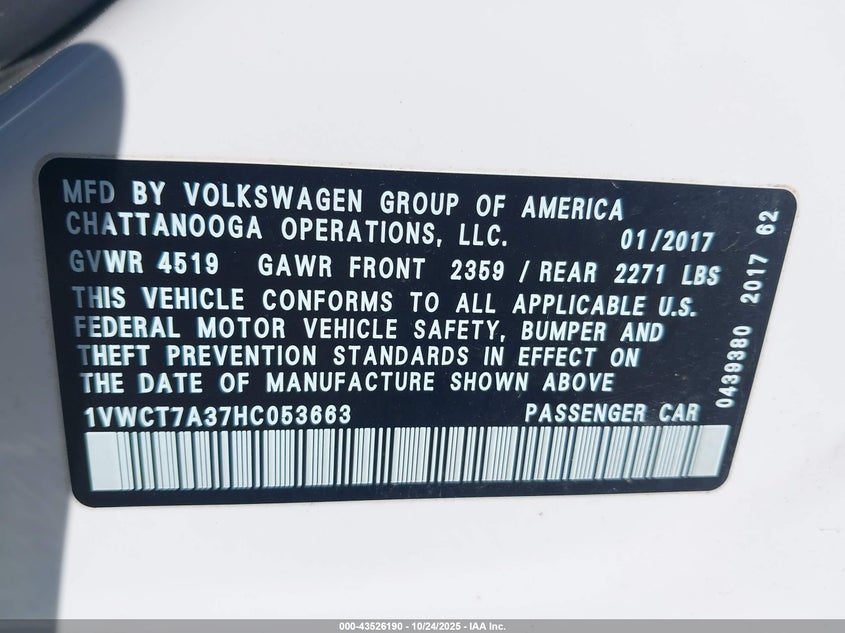 MFD BY VOLKSWAGEN GROUP OF AMERICA
CHATTANOOGA OPERATIONS, LLC. 01/2017
GVWR 4519 GAWR FRONT 2359 / REAR 2271 LBS
THIS VEHICLE CONFORMS TO ALL APPLICABLE U.S.
FEDERAL MOTOR VEHICLE SAFETY, BUMPER AND
THEFT PREVENTION STANDARDS IN EFFECT ON
THE DATE OF MANUFACTURE SHOWN ABOVE
1VWCT7A37HC053663 PASSENGER CAR
0439380 2017 62
000-43526190 - 10/24/2025 - IAA Inc.